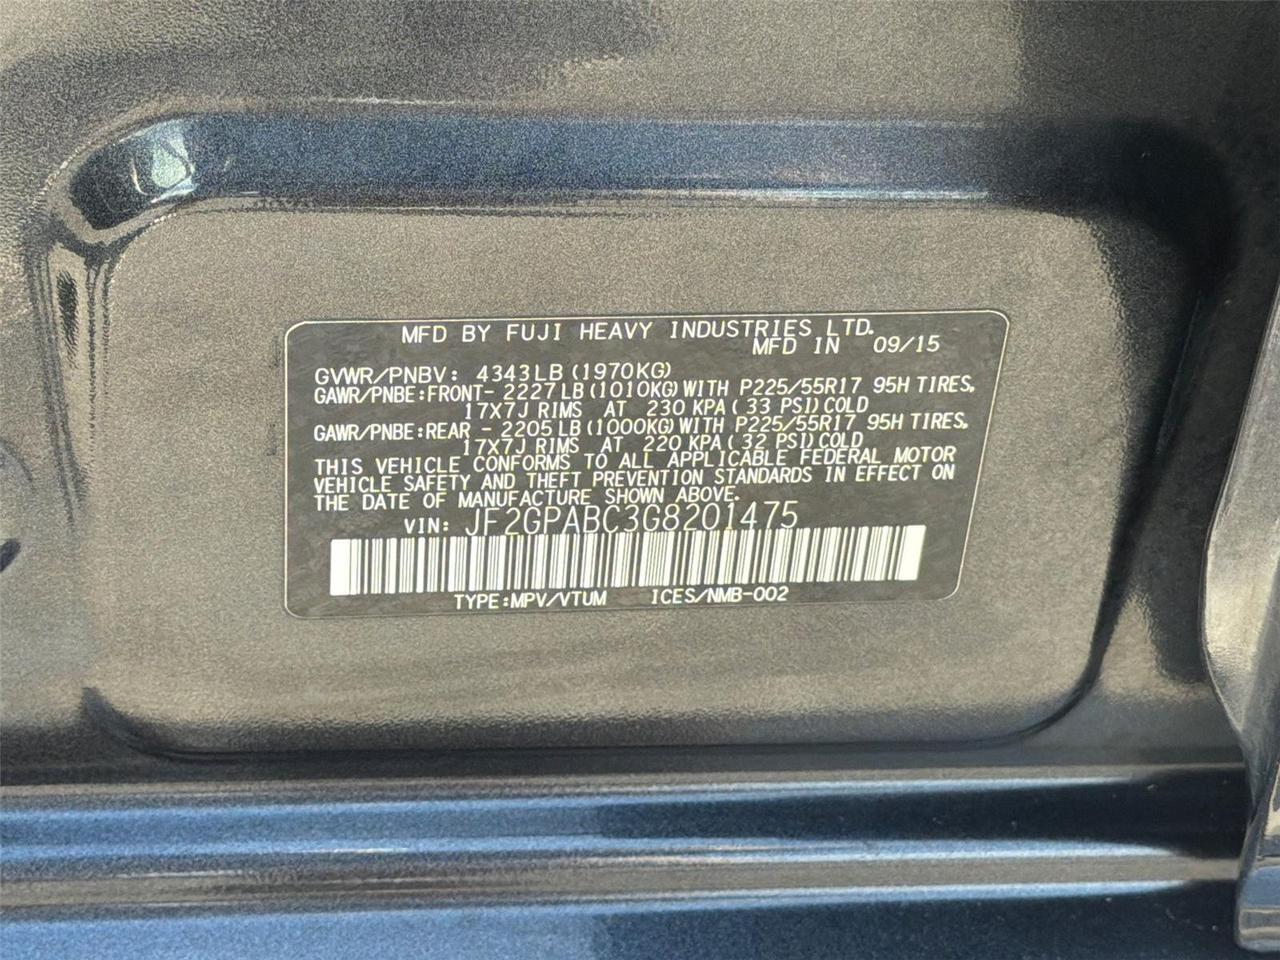 MFD BY FUJI HEAVY INDUSTRIES LTD.
MFD IN 09/15
GVWR/PNBV: 4343LB (1970KG)
GAWR/PNBE:FRONT- 2227LB (1010KG) WITH P225/55R17 95H TIRES,
17X7J RIMS AT 230 KPA( 33 PSI) COLD
GAWR/PNBE:REAR - 2205LB (1000KG) WITH P225/55R17 95H TIRES,
17X7J RIMS AT 220 KPA( 32 PSI) COLD
THIS VEHICLE CONFORMS TO ALL APPLICABLE FEDERAL MOTOR
VEHICLE SAFETY AND THEFT PREVENTION STANDARDS IN EFFECT ON
THE DATE OF MANUFACTURE SHOWN ABOVE.
VIN: JF2GPABC3G8201475
TYPE:MPV/VTUM ICES/NMB-002